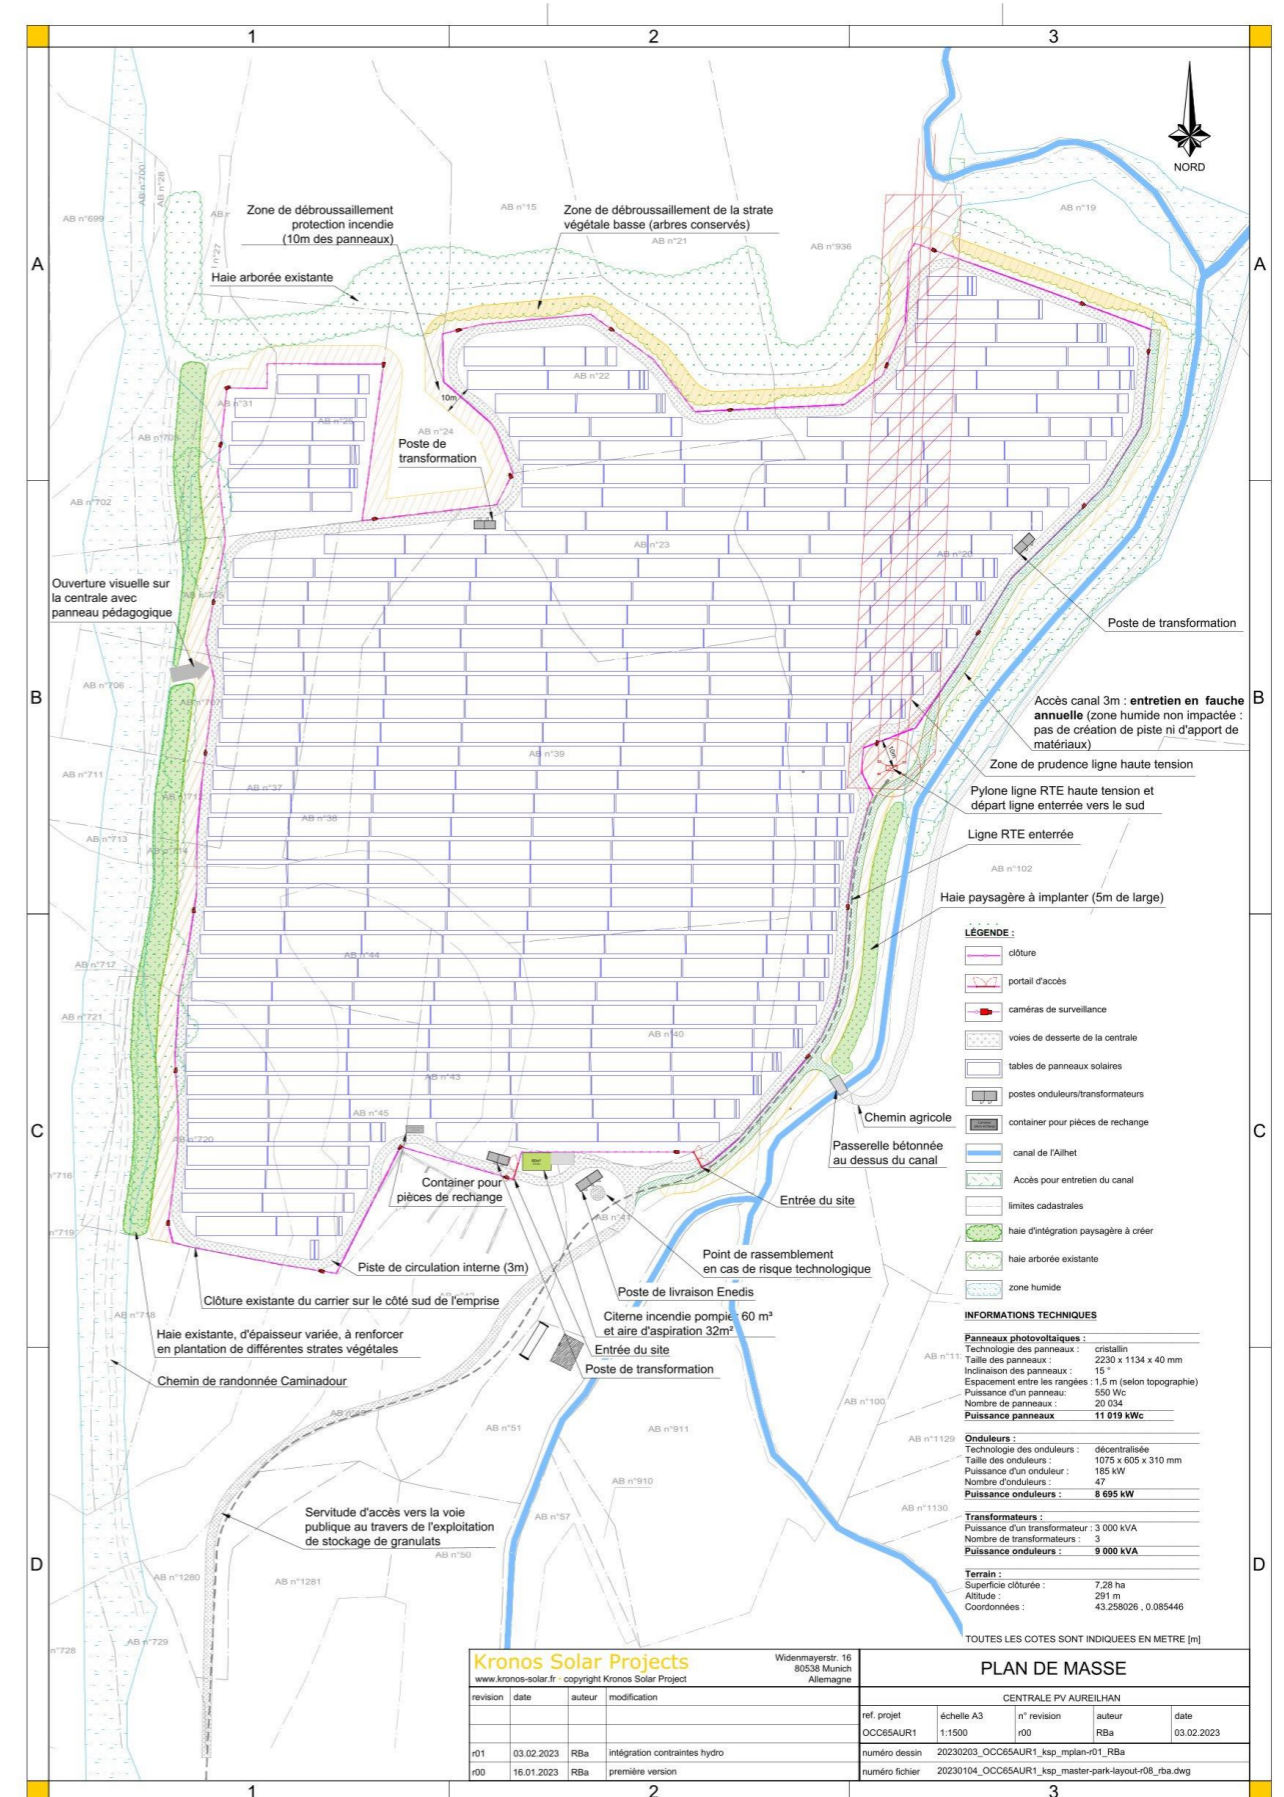 1
2
3
A
A
NORD
AB n°15
AB n°19
AB n°699
AB n°700
AB n°28
AB n°27
AB n°21
AB n°936
Zone de débroussaillement
protection incendie
(10m des panneaux)
Zone de débroussaillement de la strate
végétale basse (arbres conservés)
Haie arborée existante
AB n°22
10m
AB n°31
AB n°24
Poste de
transformation
AB n°702
AB n°23
Ouverture visuelle sur
la centrale avec
panneau pédagogique
Poste de transformation
B
B
AB n°706
AB n°707
Accès canal 3m : entretien en fauche
annuelle (zone humide non impactée :
pas de création de piste ni d'apport de
matériaux)
AB n°39
10m
Zone de prudence ligne haute tension
AB n°711
AB n°37
Pylone ligne RTE haute tension et
départ ligne enterrée vers le sud
AB n°38
AB n°713
AB n°714
Ligne RTE enterrée
AB n°102
Haie paysagère à implanter (5m de large)
AB n°44
AB n°717
AB n°721
AB n°40
AB n°43
AB n°45
AB n°720
C
C
Chemin agricole
Passerelle bétonnée
au dessus du canal
n°716
n°719
Container pour
pièces de rechange
Entrée du site
Point de rassemblement
en cas de risque technologique
Piste de circulation interne (3m)
Poste de livraison Enedis
Clôture existante du carrier sur le côté sud de l'emprise
AB n°718
Citerne incendie pompier 60 m³
et aire d'aspiration 32m²
Haie existante, d'épaisseur variée, à renforcer
en plantation de différentes strates végétales
Entrée du site
Poste de transformation
Chemin de randonnée Caminadour
AB n°100
AB n°51
AB n°911
AB n°1129
AB n°910
AB n°1130
Servitude d'accès vers la voie
publique au travers de l'exploitation
de stockage de granulats
AB n°57
AB n°50
D
D
AB n°1280
AB n°1281
n°728
AB n°729
LÉGENDE :
clôture
portail d'accès
caméras de surveillance
voies de desserte de la centrale
tables de panneaux solaires
postes onduleurs/transformateurs
container pour pièces de rechange
canal de l'Ailhet
Accès pour entretien du canal
limites cadastrales
haie d'intégration paysagère à créer
haie arborée existante
zone humide
INFORMATIONS TECHNIQUES
Panneaux photovoltaiques :
Technologie des panneaux : cristallin
Taille des panneaux : 2230 x 1134 x 40 mm
Inclinaison des panneaux : 15 °
Espacement entre les rangées : 1,5 m (selon topographie)
Puissance d'un panneau: 550 Wc
Nombre de panneaux : 20 034
Puissance panneaux 11 019 kWc
Onduleurs :
Technologie des onduleurs : décentralisée
Taille des onduleurs : 1075 x 605 x 310 mm
Puissance d'un onduleur : 185 kW
Nombre d'onduleurs : 47
Puissance onduleurs : 8 695 kW
Transformateurs :
Puissance d'un transformateur : 3 000 kVA
Nombre de transformateurs : 3
Puissance onduleurs : 9 000 kVA
Terrain :
Superficie clôturée : 7,28 ha
Altitude : 291 m
Coordonnées : 43.258026 , 0.085446
TOUTES LES COTES SONT INDIQUEES EN METRE [m]
Kronos Solar Projects
www.kronos-solar.fr - copyright Kronos Solar Project
Widenmayerstr. 16
80538 Munich
Allemagne
revision date auteur modification
r01 03.02.2023 RBa intégration contraintes hydro
r00 16.01.2023 RBa première version
PLAN DE MASSE
CENTRALE PV AUREILHAN
ref. projet échelle A3 n° revision auteur date
OCC65AUR1 1:1500 r00 RBa 03.02.2023
numéro dessin 20230203_OCC65AUR1_ksp_mplan-r01_RBa
numéro fichier 20230104_OCC65AUR1_ksp_master-park-layout-r08_rba.dwg
1
2
3